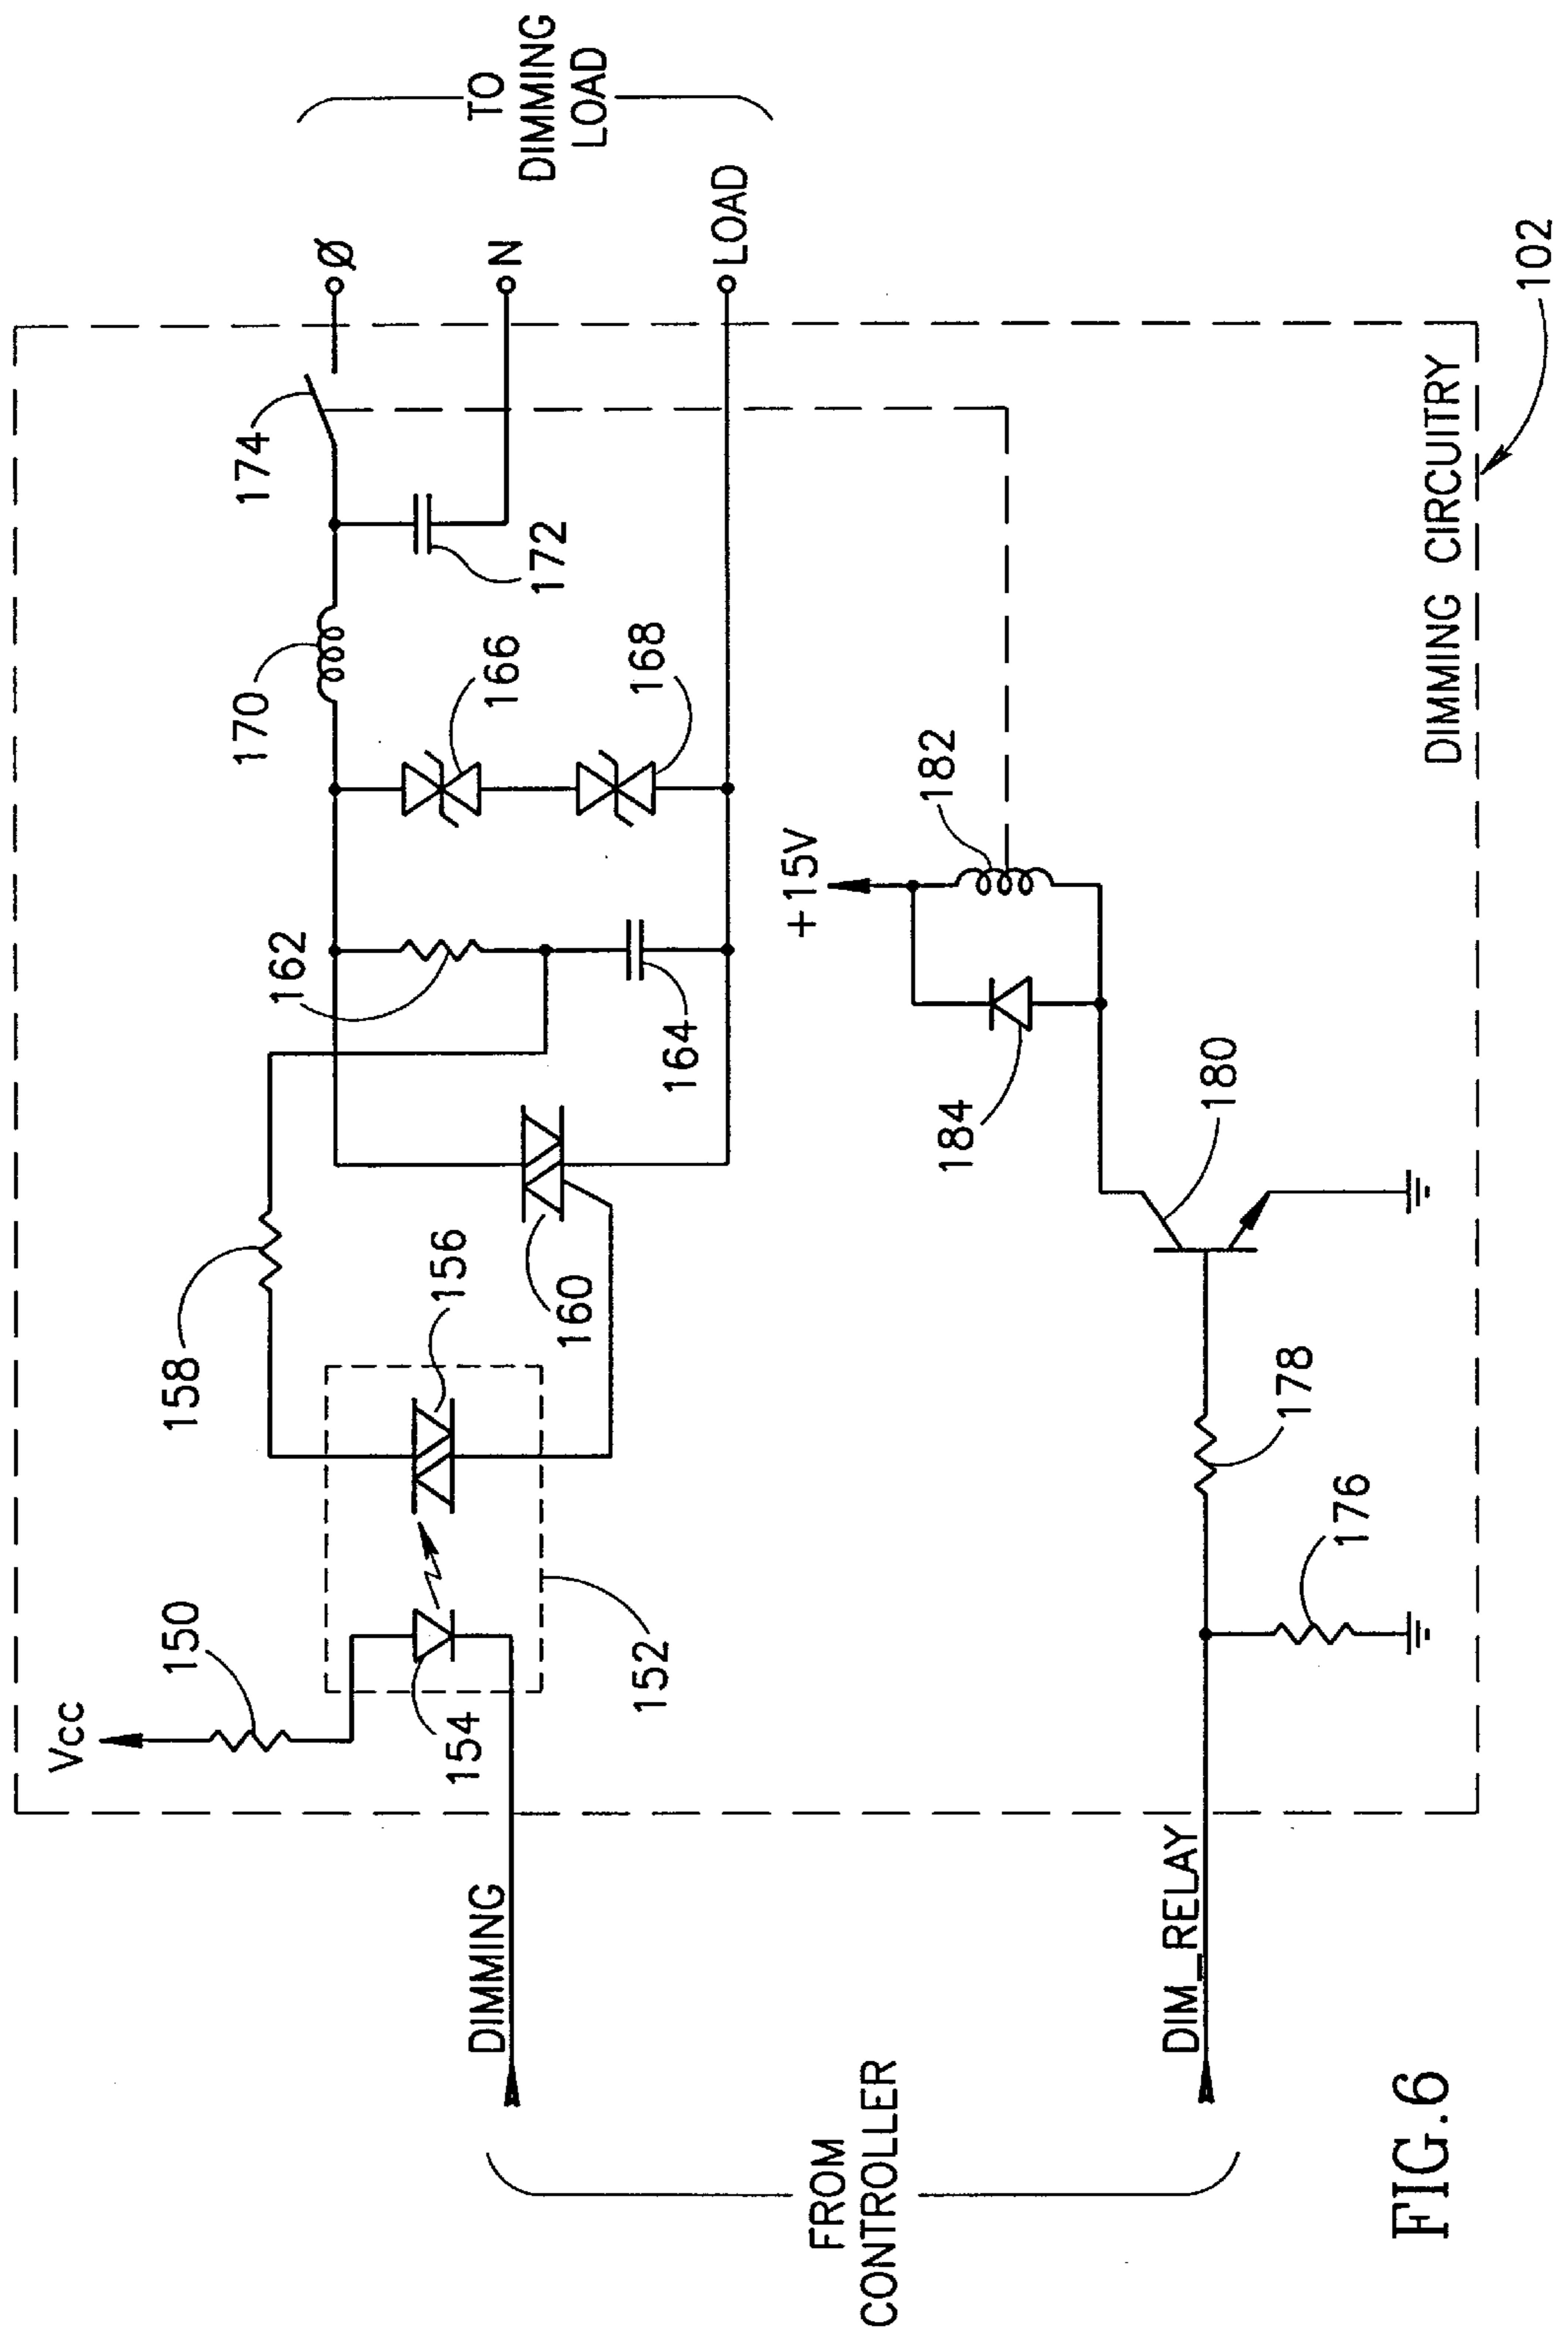 Vcc
150
154
152
156
158
160
162
164
166
168
170
172
174
Ø
N
LOAD
TO
DIMMING
LOAD
DIMMING
FROM
CONTROLLER
DIM_RELAY
176
178
180
184
182
+15V
DIMMING CIRCUITRY
102
FIG.6